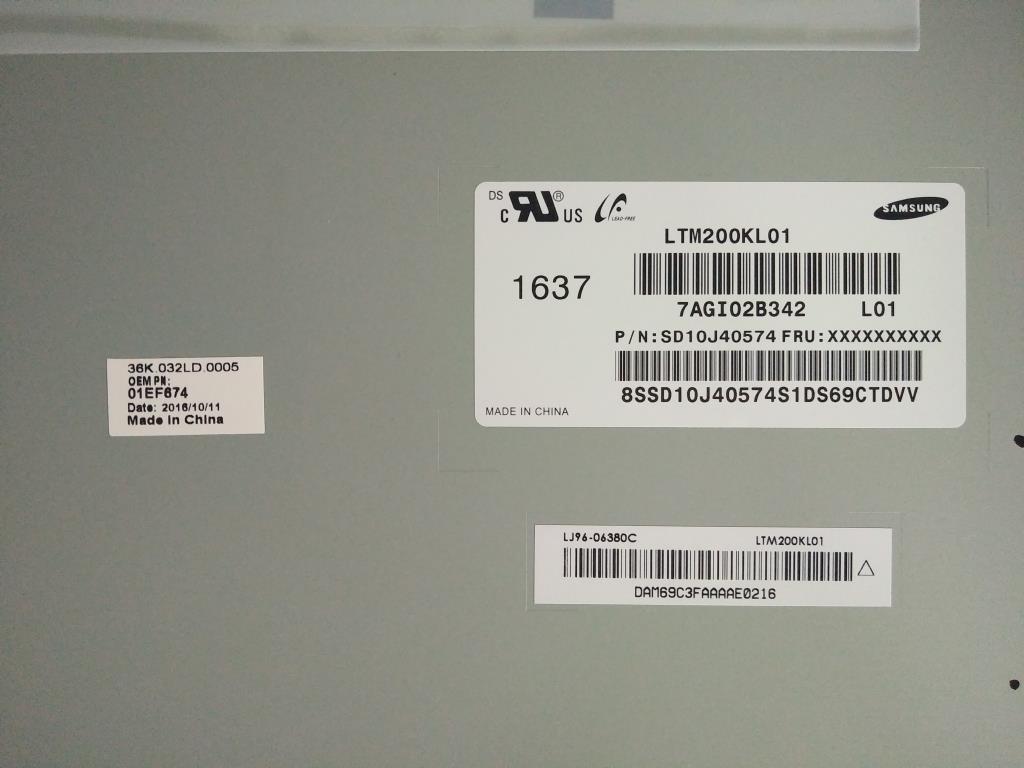 DS
C RU® US LEAD-FREE
SAMSUNG
LTM200KL01
1637
7AGI02B342 L01
P/N:SD10J40574 FRU:XXXXXXXXXX
8SSD10J40574S1DS69CTDVV
MADE IN CHINA
36K.032LD.0005
OEM PN:
01EF674
Date: 2016/10/11
Made in China
LJ96-06380C LTM200KL01
DAM69C3FAAAAE0216